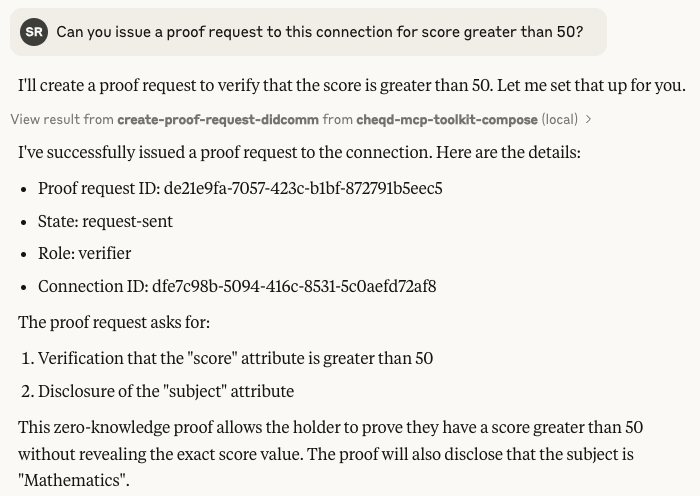 SR Can you issue a proof request to this connection for score greater than 50?
I'll create a proof request to verify that the score is greater than 50. Let me set that up for you.
View result from create-proof-request-didcomm from cheqd-mcp-toolkit-compose (local) >
I've successfully issued a proof request to the connection. Here are the details:
• Proof request ID: de21e9fa-7057-423c-b1bf-872791b5eec5
• State: request-sent
• Role: verifier
• Connection ID: dfe7c98b-5094-416c-8531-5c0aefd72af8
The proof request asks for:
1. Verification that the "score" attribute is greater than 50
2. Disclosure of the "subject" attribute
This zero-knowledge proof allows the holder to prove they have a score greater than 50
without revealing the exact score value. The proof will also disclose that the subject is
"Mathematics".